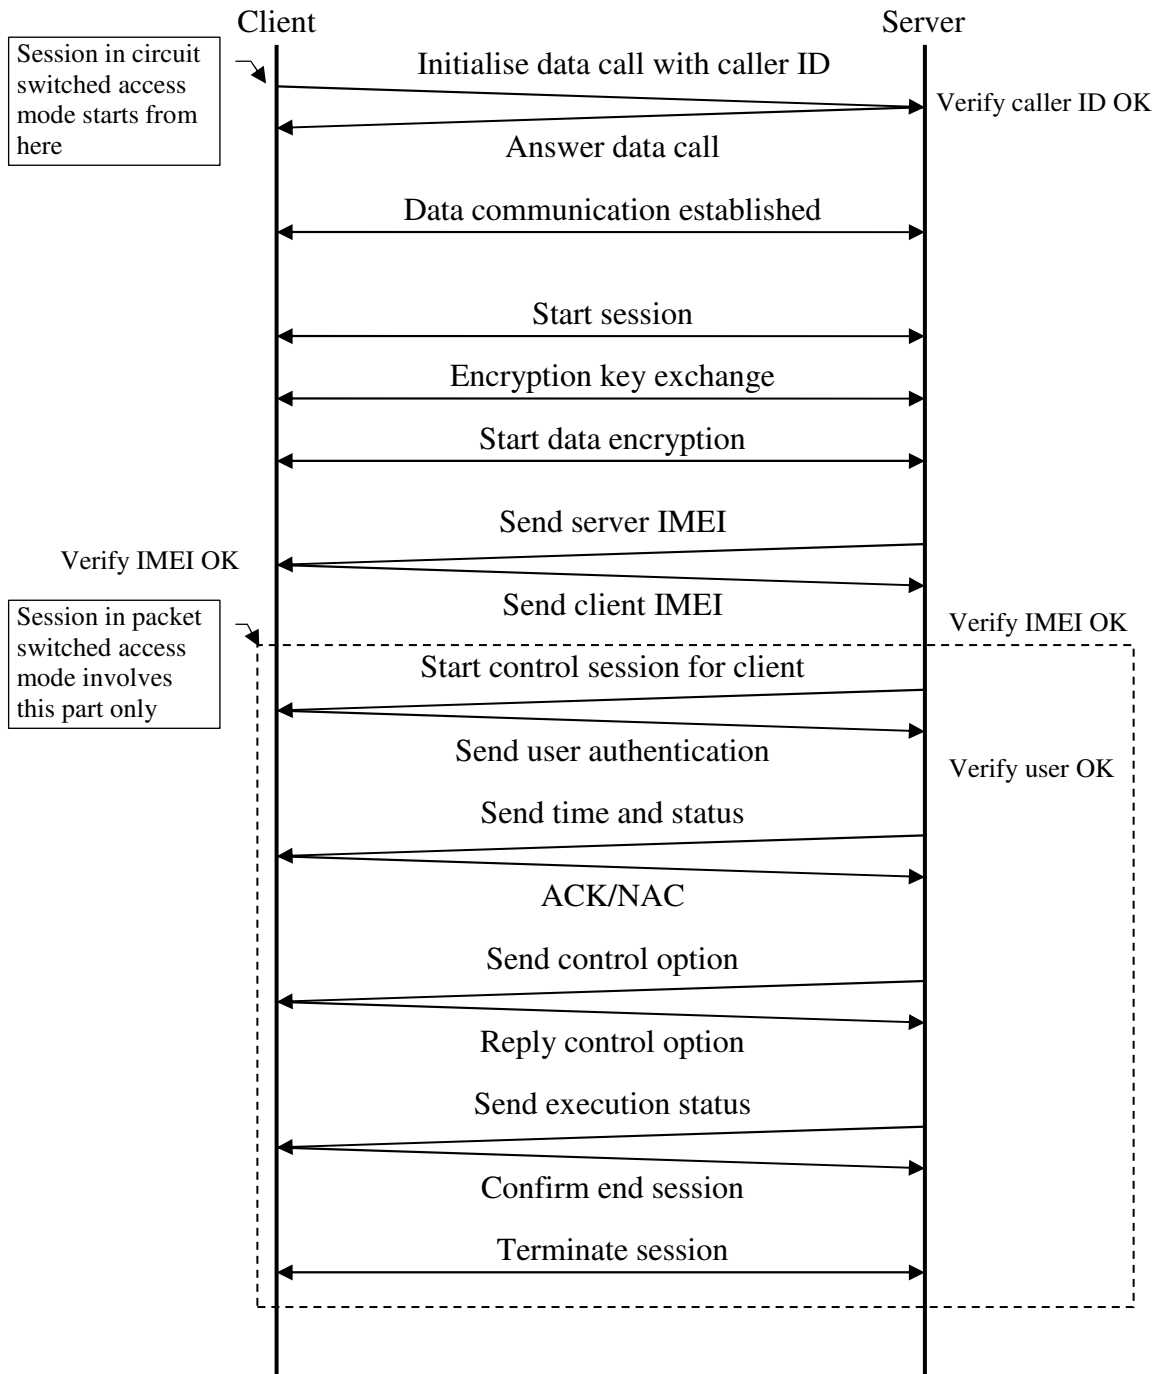 Client
Server
Session in circuit
switched access
mode starts from
here
Initialise data call with caller ID
Verify caller ID OK
Answer data call
Data communication established
Start session
Encryption key exchange
Start data encryption
Send server IMEI
Verify IMEI OK
Send client IMEI
Verify IMEI OK
Session in packet
switched access
mode involves
this part only
Start control session for client
Send user authentication
Verify user OK
Send time and status
ACK/NAC
Send control option
Reply control option
Send execution status
Confirm end session
Terminate session